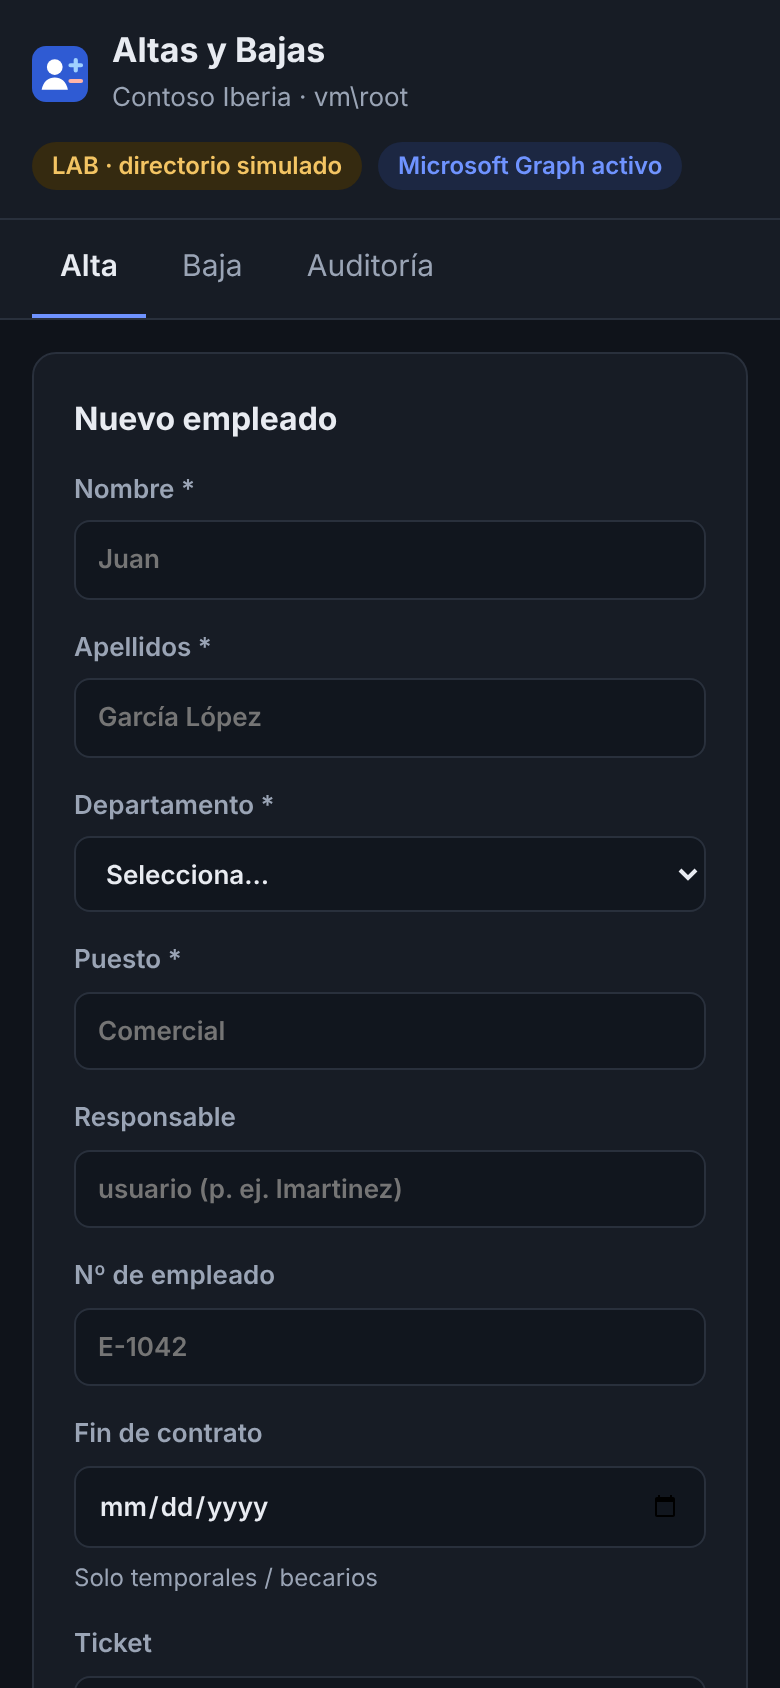 Altas y Bajas
Contoso Iberia · vm\root
LAB · directorio simulado
Microsoft Graph activo
Alta
Baja
Auditoría
Nuevo empleado
Nombre *
Juan
Apellidos *
García López
Departamento *
Selecciona...
Puesto *
Comercial
Responsable
usuario (p. ej. lmartinez)
Nº de empleado
E-1042
Fin de contrato
mm/dd/yyyy
Solo temporales / becarios
Ticket